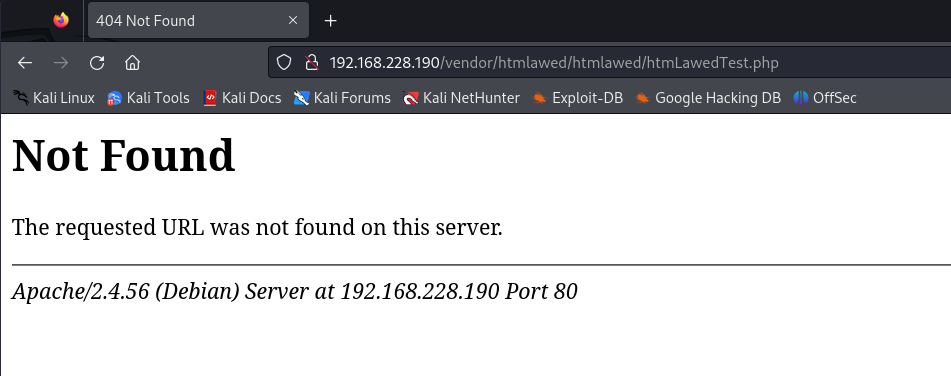 404 Not Found
192.168.228.190/vendor/htmlawed/htmlawed/htmLawedTest.php
Kali Linux Kali Tools Kali Docs Kali Forums Kali NetHunter Exploit-DB Google Hacking DB OffSec
Not Found
The requested URL was not found on this server.
Apache/2.4.56 (Debian) Server at 192.168.228.190 Port 80